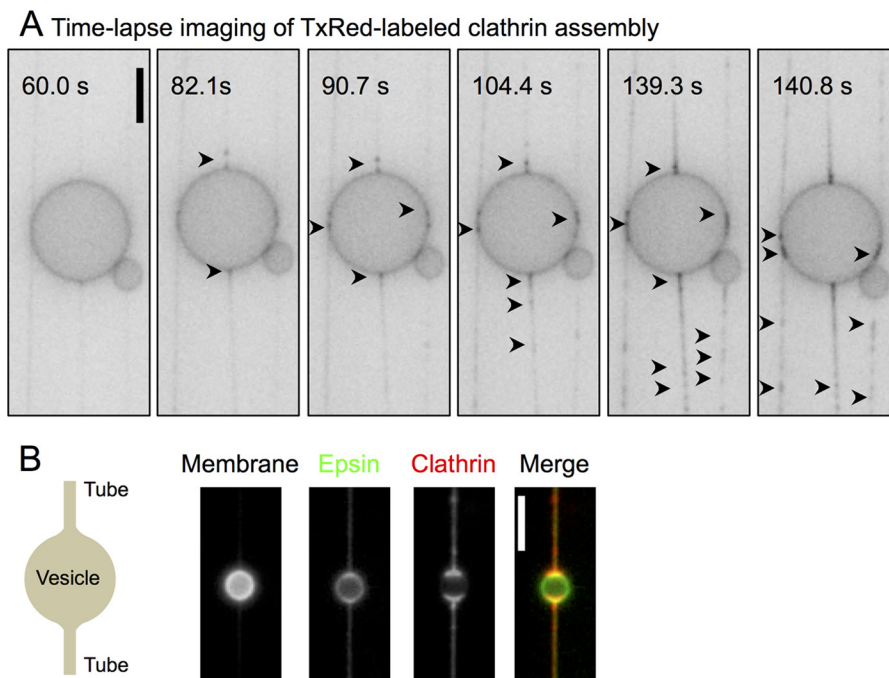 A Time-lapse imaging of TxRed-labeled clathrin assembly
60.0 s
82.1s
90.7 s
104.4 s
139.3 s
140.8 s
B
Membrane
Epsin
Clathrin
Merge
Tube
Vesicle
Tube